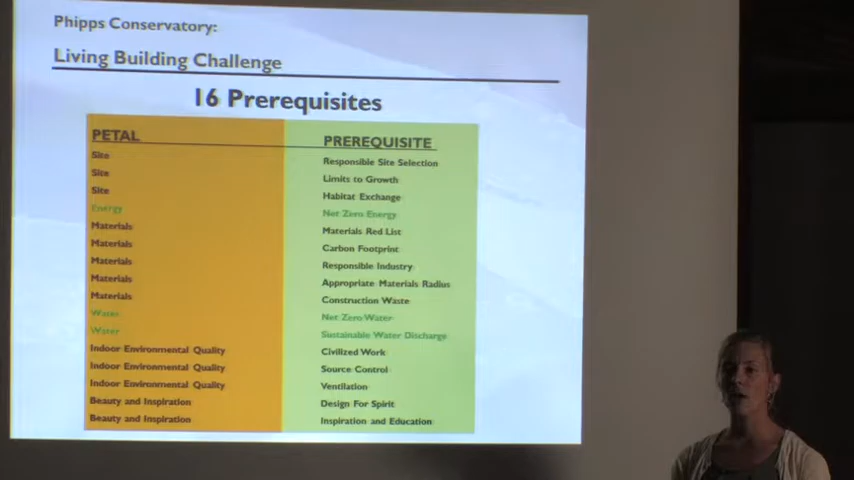 Phipps Conservatory:
Living Building Challenge
16 Prerequisites
PETAL PREREQUISITE
Site Responsible Site Selection
Site Limits to Growth
Site Habitat Exchange
Energy Net Zero Energy
Materials Materials Red List
Materials Carbon Footprint
Materials Responsible Industry
Materials Appropriate Materials Radius
Materials Construction Waste
Water Net Zero Water
Water Sustainable Water Discharge
Indoor Environmental Quality Civilized Work
Indoor Environmental Quality Source Control
Indoor Environmental Quality Ventilation
Beauty and Inspiration Design For Spirit
Beauty and Inspiration Inspiration and Education